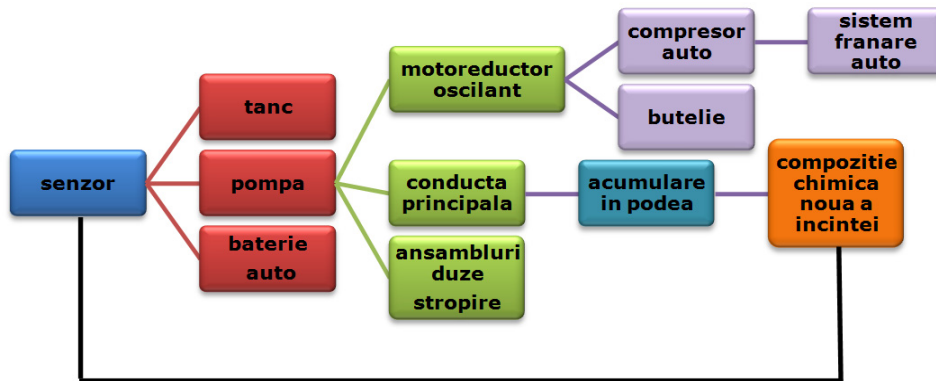 senzor
tanc
pompa
baterie
auto
motoreductor
oscilant
conducta
principala
ansambluri
duze
stropire
compresor
auto
butelie
sistem
franare
auto
acumulare
in podea
compozitie
chimica
noua a
incintei